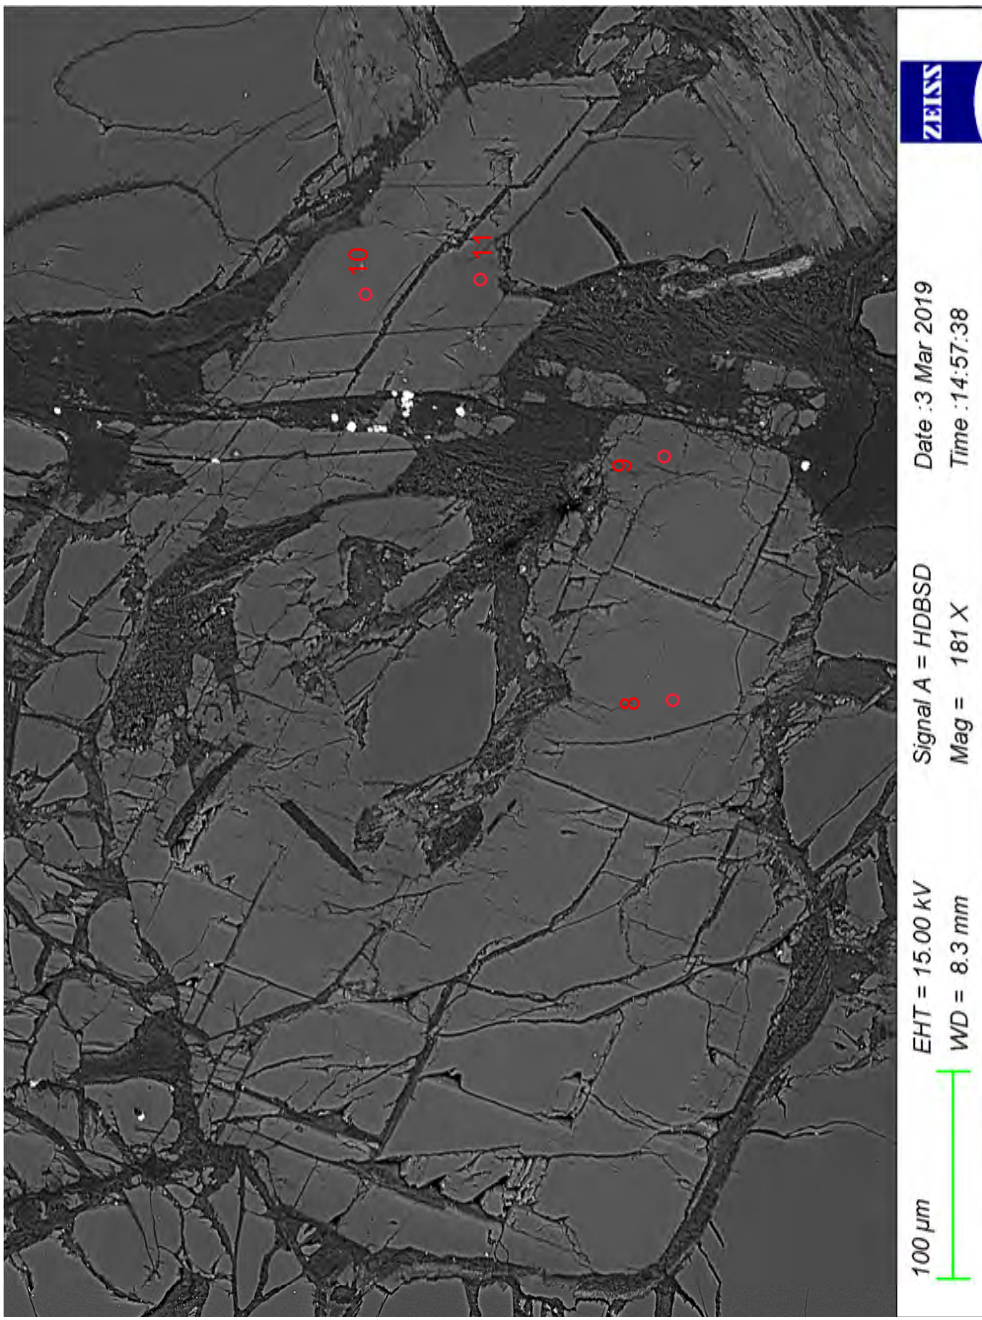 10
11
9
8
100 µm
EHT = 15.00 kV
WD = 8.3 mm
Signal A = HDBSD
Mag = 181 X
Date :3 Mar 2019
Time :14:57:38
ZEISS